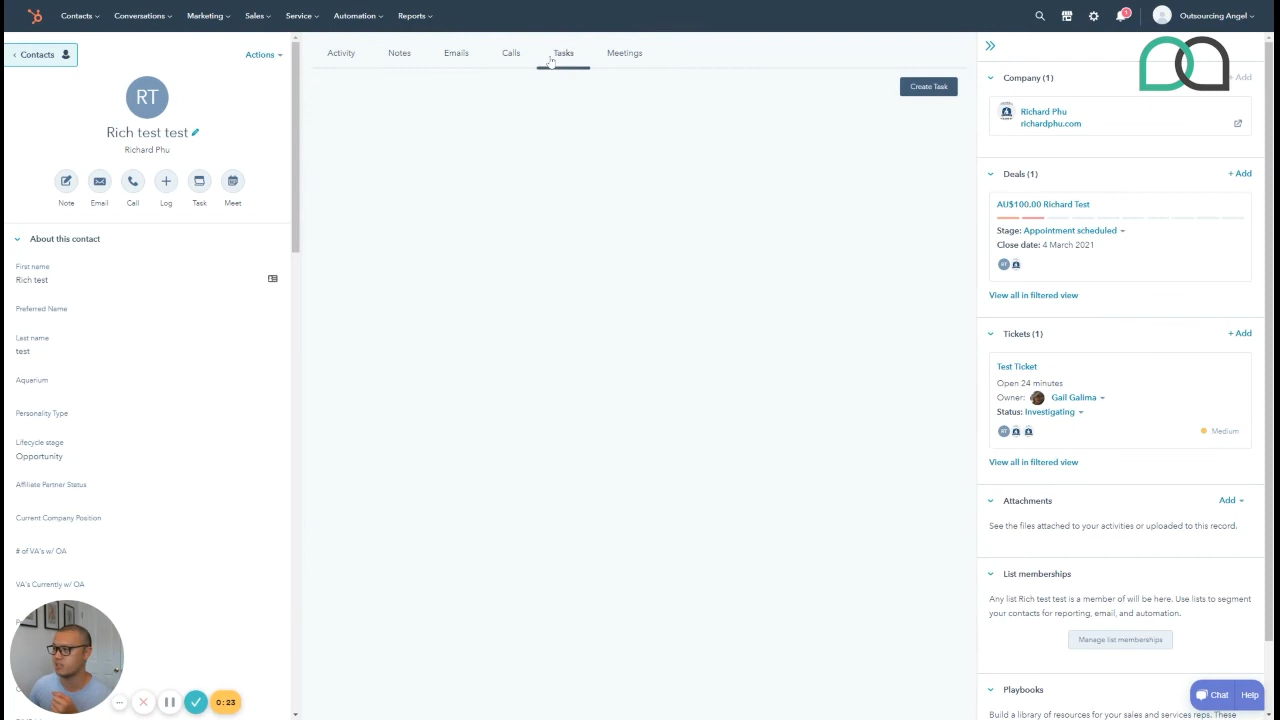 Contacts
Conversations
Marketing
Sales
Service
Automation
Reports
1
Outsourcing Angel
Contacts
Actions
RT
Rich test test
Richard Phu
Note
Email
Call
Log
Task
Meet
About this contact
First name
Rich test
Preferred Name
Last name
test
Aquarium
Personality Type
Lifecycle stage
Opportunity
Affiliate Partner Status
Current Company Position
# of VA's w/ OA
VA's Currently w/ OA
0:23
Activity
Notes
Emails
Calls
Tasks
Meetings
Create Task
Company (1)
+ Add
Richard Phu
richardphu.com
Deals (1)
+ Add
AU$100.00 Richard Test
Stage: Appointment scheduled
Close date: 4 March 2021
RT
View all in filtered view
Tickets (1)
+ Add
Test Ticket
Open 24 minutes
Owner: Gail Galima
Status: Investigating
RT
Medium
View all in filtered view
Attachments
Add
See the files attached to your activities or uploaded to this record.
List memberships
Any list Rich test test is a member of will be here. Use lists to segment
your contacts for reporting, email, and automation.
Manage list memberships
Playbooks
Build a library of resources for your sales and service reps. These
Chat
Help